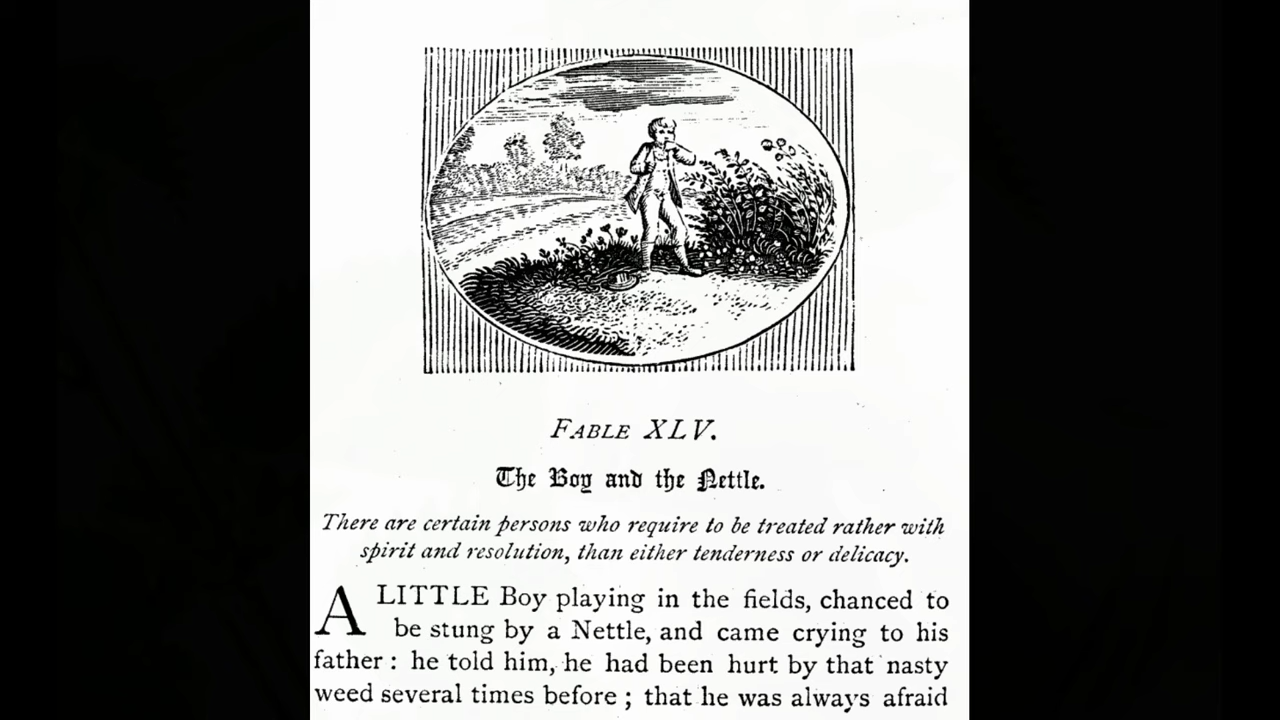 FABLE XLV.
The Boy and the Nettle.
There are certain persons who require to be treated rather with
spirit and resolution, than either tenderness or delicacy.
A LITTLE Boy playing in the fields, chanced to
be stung by a Nettle, and came crying to his
father : he told him, he had been hurt by that nasty
weed several times before ; that he was always afraid